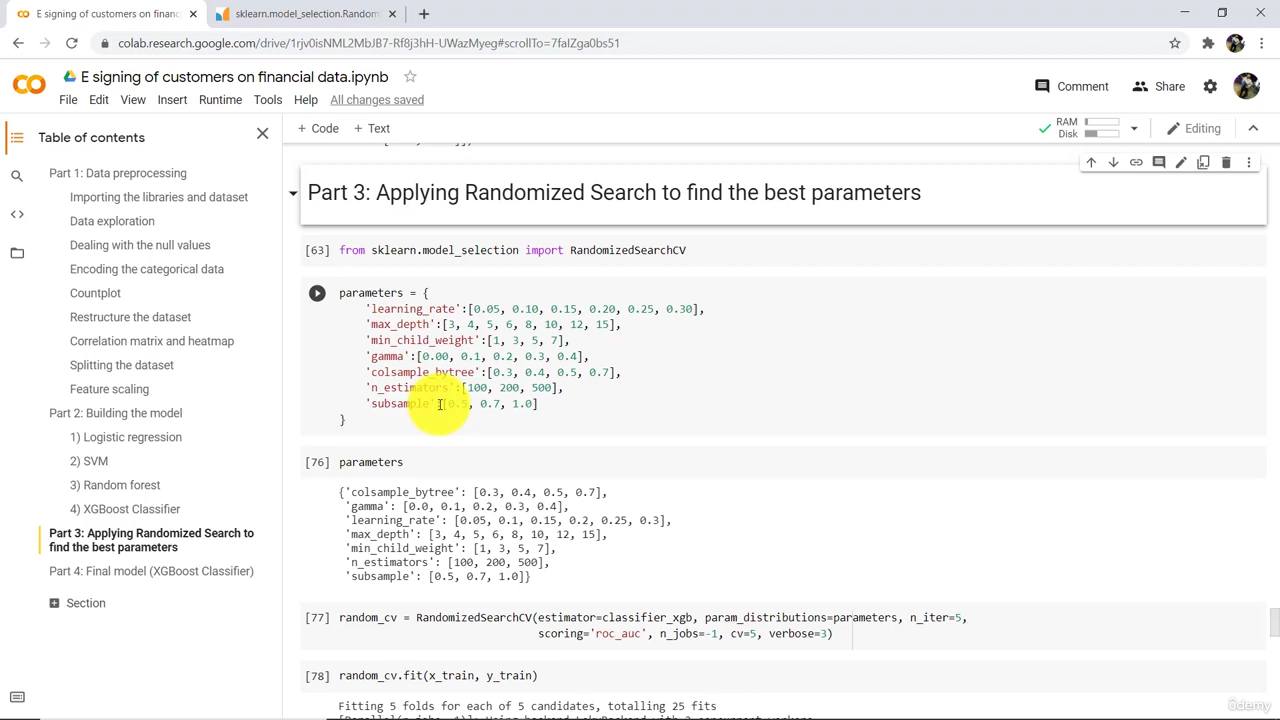 E signing of customers on financ
sklearn.model_selection.Random
colab.research.google.com/drive/1rjv0isNML2MbJB7-Rf8j3hH-UWazMyeg#scrollTo=7faIZga0bs51
E signing of customers on financial data.ipynb
Comment
Share
File Edit View Insert Runtime Tools Help All changes saved
Table of contents
+ Code + Text
RAM
Disk
Editing
Part 1: Data preprocessing
Importing the libraries and dataset
Data exploration
Dealing with the null values
Encoding the categorical data
Countplot
Restructure the dataset
Correlation matrix and heatmap
Splitting the dataset
Feature scaling
Part 2: Building the model
1) Logistic regression
2) SVM
3) Random forest
4) XGBoost Classifier
Part 3: Applying Randomized Search to
find the best parameters
Part 4: Final model (XGBoost Classifier)
Section
Part 3: Applying Randomized Search to find the best parameters
[63] from sklearn.model_selection import RandomizedSearchCV
parameters = {
'learning_rate':[0.05, 0.10, 0.15, 0.20, 0.25, 0.30],
'max_depth':[3, 4, 5, 6, 8, 10, 12, 15],
'min_child_weight':[1, 3, 5, 7],
'gamma':[0.00, 0.1, 0.2, 0.3, 0.4],
'colsample_bytree':[0.3, 0.4, 0.5, 0.7],
'n_estimators':[100, 200, 500],
'subsample':[0.5, 0.7, 1.0]
}
[76] parameters
{'colsample_bytree': [0.3, 0.4, 0.5, 0.7],
'gamma': [0.0, 0.1, 0.2, 0.3, 0.4],
'learning_rate': [0.05, 0.1, 0.15, 0.2, 0.25, 0.3],
'max_depth': [3, 4, 5, 6, 8, 10, 12, 15],
'min_child_weight': [1, 3, 5, 7],
'n_estimators': [100, 200, 500],
'subsample': [0.5, 0.7, 1.0]}
[77] random_cv = RandomizedSearchCV(estimator=classifier_xgb, param_distributions=parameters, n_iter=5,
scoring='roc_auc', n_jobs=-1, cv=5, verbose=3)
[78] random_cv.fit(x_train, y_train)
Fitting 5 folds for each of 5 candidates, totalling 25 fits
ûdemy